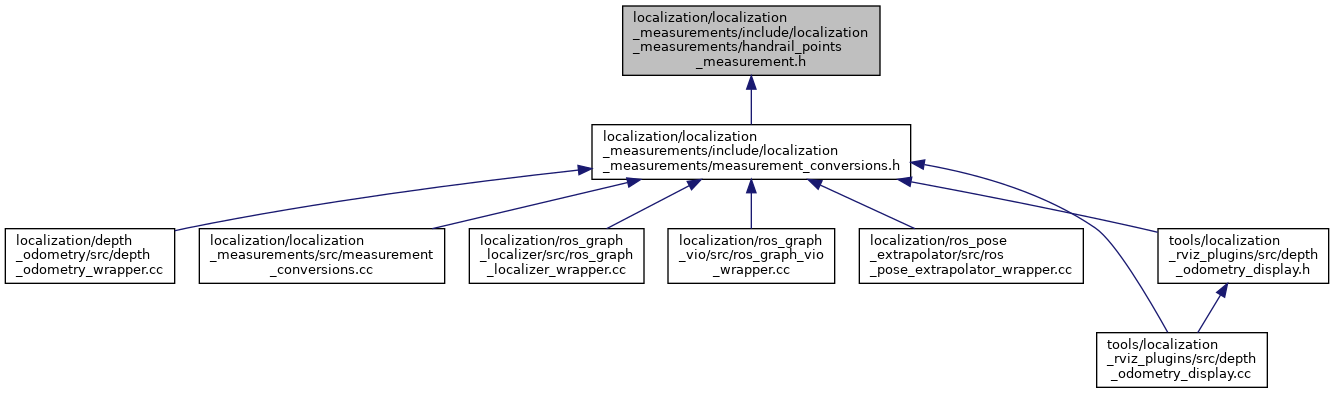 localization/localization
_measurements/include/localization
_measurements/handrail_points
_measurement.h
localization/localization
_measurements/include/localization
_measurements/measurement_conversions.h
localization/depth
_odometry/src/depth
_odometry_wrapper.cc
localization/localization
_measurements/src/measurement
_conversions.cc
localization/ros_graph
_localizer/src/ros_graph
_localizer_wrapper.cc
localization/ros_graph
_vio/src/ros_graph_vio
_wrapper.cc
localization/ros_pose
_extrapolator/src/ros
_pose_extrapolator_wrapper.cc
tools/localization
_rviz_plugins/src/depth
_odometry_display.h
tools/localization
_rviz_plugins/src/depth
_odometry_display.cc